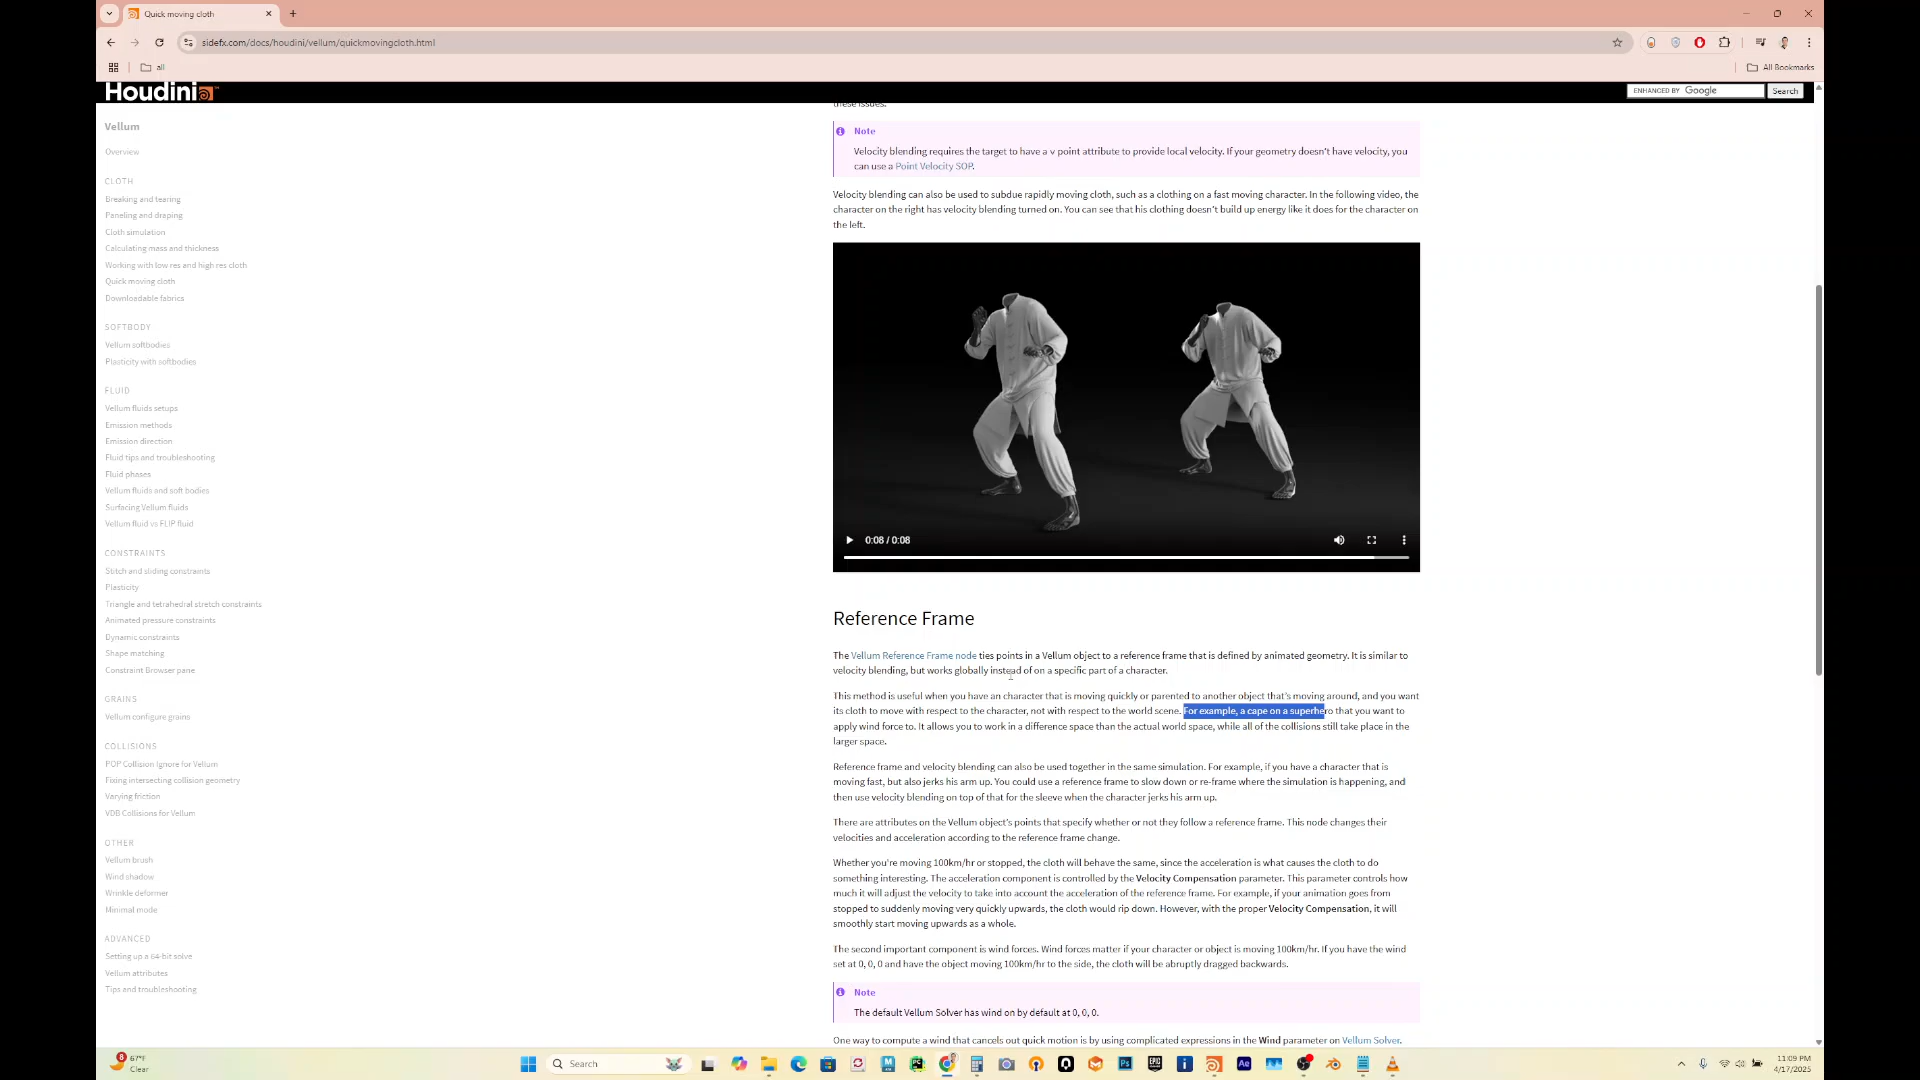 Quick moving cloth
sidefx.com/docs/houdini/vellum/quickmovingcloth.html
all
All Bookmarks
Houdini
ENHANCED BY Google
Search
Vellum
Overview
CLOTH
Breaking and tearing
Paneling and draping
Cloth simulation
Calculating mass and thickness
Working with low res and high res cloth
Quick moving cloth
Downloadable fabrics
SOFTBODY
Vellum softbodies
Plasticity with softbodies
FLUID
Vellum fluids setups
Emission methods
Emission direction
Fluid tips and troubleshooting
Fluid phases
Vellum fluids and soft bodies
Surfacing Vellum fluids
Vellum fluid vs FLIP fluid
CONSTRAINTS
Stitch and sliding constraints
Plasticity
Triangle and tetrahedral stretch constraints
Animated pressure constraints
Dynamic constraints
Shape matching
Constraint Browser pane
GRAINS
Vellum configure grains
COLLISIONS
POP Collision Ignore for Vellum
Fixing intersecting collision geometry
Varying friction
VDB Collisions for Vellum
OTHER
Vellum brush
Wind shadow
Wrinkle deformer
Minimal mode
ADVANCED
Setting up a 64-bit solve
Vellum attributes
Tips and troubleshooting
these issues.
Note
Velocity blending requires the target to have a v point attribute to provide local velocity. If your geometry doesn't have velocity, you
can use a Point Velocity SOP.
Velocity blending can also be used to subdue rapidly moving cloth, such as a clothing on a fast moving character. In the following video, the
character on the right has velocity blending turned on. You can see that his clothing doesn't build up energy like it does for the character on
the left.
0:08 / 0:08
Reference Frame
The Vellum Reference Frame node ties points in a Vellum object to a reference frame that is defined by animated geometry. It is similar to
velocity blending, but works globally instead of on a specific part of a character.
This method is useful when you have an character that is moving quickly or parented to another object that's moving around, and you want
its cloth to move with respect to the character, not with respect to the world scene. For example, a cape on a superhero that you want to
apply wind force to. It allows you to work in a difference space than the actual world space, while all of the collisions still take place in the
larger space.
Reference frame and velocity blending can also be used together in the same simulation. For example, if you have a character that is
moving fast, but also jerks his arm up. You could use a reference frame to slow down or re-frame where the simulation is happening, and
then use velocity blending on top of that for the sleeve when the character jerks his arm up.
There are attributes on the Vellum object's points that specify whether or not they follow a reference frame. This node changes their
velocities and acceleration according to the reference frame change.
Whether you're moving 100km/hr or stopped, the cloth will behave the same, since the acceleration is what causes the cloth to do
something interesting. The acceleration component is controlled by the Velocity Compensation parameter. This parameter controls how
much it will adjust the velocity to take into account the acceleration of the reference frame. For example, if your animation goes from
stopped to suddenly moving very quickly upwards, the cloth would rip down. However, with the proper Velocity Compensation, it will
smoothly start moving upwards as a whole.
The second important component is wind forces. Wind forces matter if your character or object is moving 100km/hr. If you have the wind
set at 0, 0, 0 and have the object moving 100km/hr to the side, the cloth will be abruptly dragged backwards.
Note
The default Vellum Solver has wind on by default at 0, 0, 0.
One way to compute a wind that cancels out quick motion is by using complicated expressions in the Wind parameter on Vellum Solver.
8
67°F
Clear
Search
11:09 PM
4/17/2025